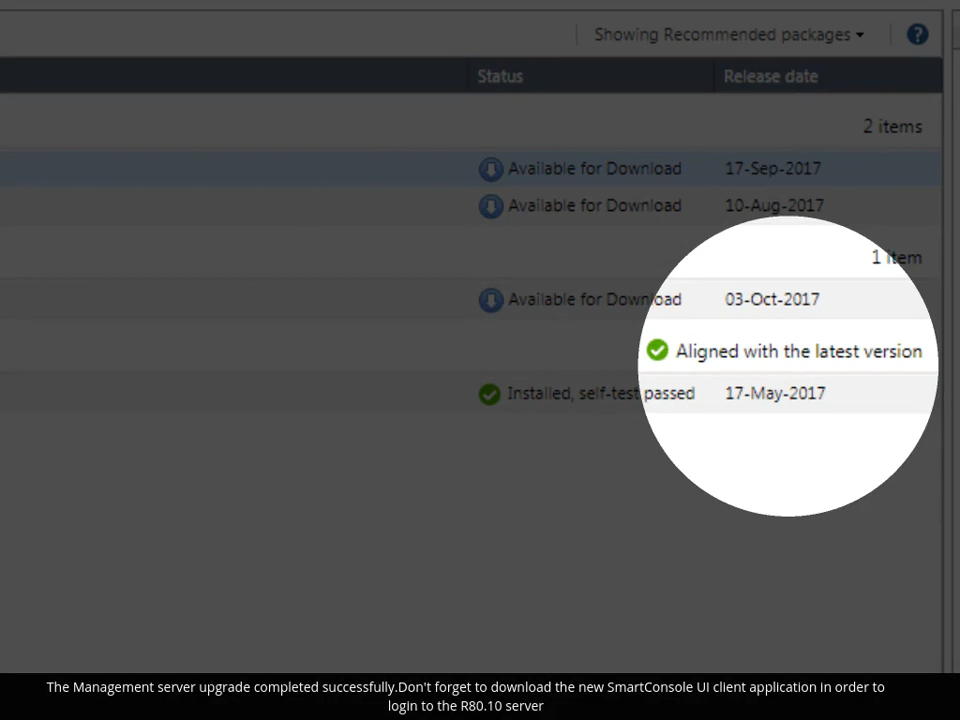 Showing Recommended packages
?
Status Release date
2 items
Available for Download 17-Sep-2017
Available for Download 10-Aug-2017
1 item
Available for Download 03-Oct-2017
Aligned with the latest version
Installed, self-test passed 17-May-2017
The Management server upgrade completed successfully.Don't forget to download the new SmartConsole UI client application in order to
login to the R80.10 server